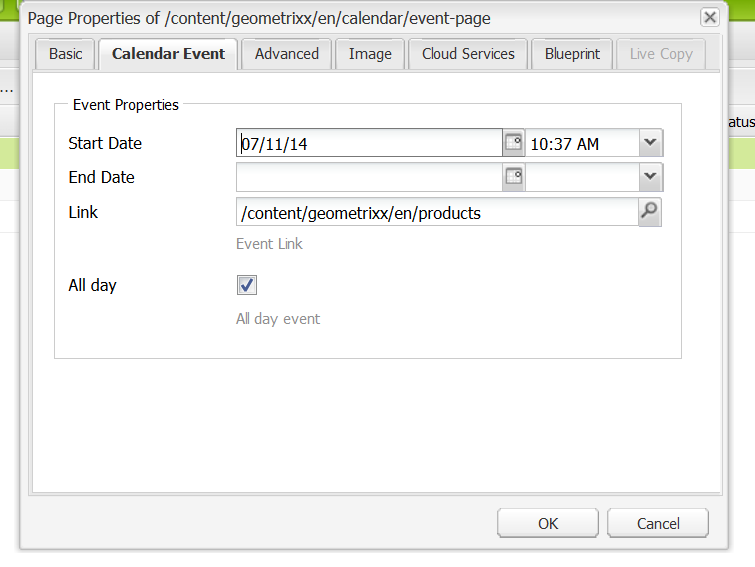 Page Properties of /content/geometrixx/en/calendar/event-page
Basic Calendar Event Advanced Image Cloud Services Blueprint Live Copy
...
atus
Event Properties
Start Date 07/11/14 10:37 AM
End Date
Link /content/geometrixx/en/products
Event Link
All day
All day event
OK Cancel